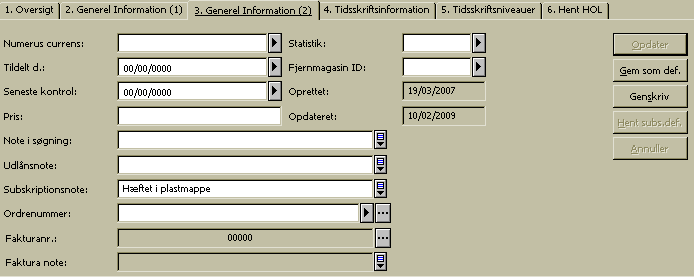 1. Oversigt 2. Generel Information (1) 3. Generel Information (2) 4. Tidsskriftsinformation 5. Tidsskriftsniveauer 6. Hent HOL
Numerus currens: Statistik: Opdater
Tildelt d.: 00/00/0000 Fjernmagasin ID: Gem som def.
Seneste kontrol: 00/00/0000 Oprettet: 19/03/2007 Genskriv
Pris: Opdateret: 10/02/2009 Hent subs.def.
Note i søgning: Annuller
Udlånsnote:
Subskriptionsnote: Hæftet i plastmappe
Ordrenummer:
Fakturanr.: 00000
Faktura note: